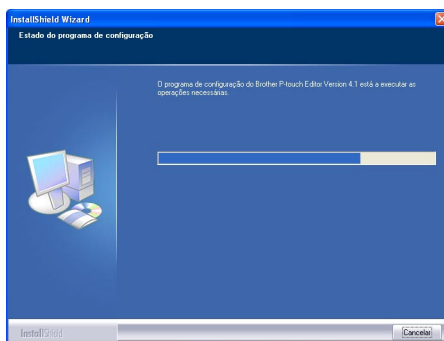 InstallShield Wizard
Estado do programa de configuração
O programa de configuração do Brother P-touch Editor Version 4.1 está a executar as
operações necessárias.
InstallShield
Cancelar